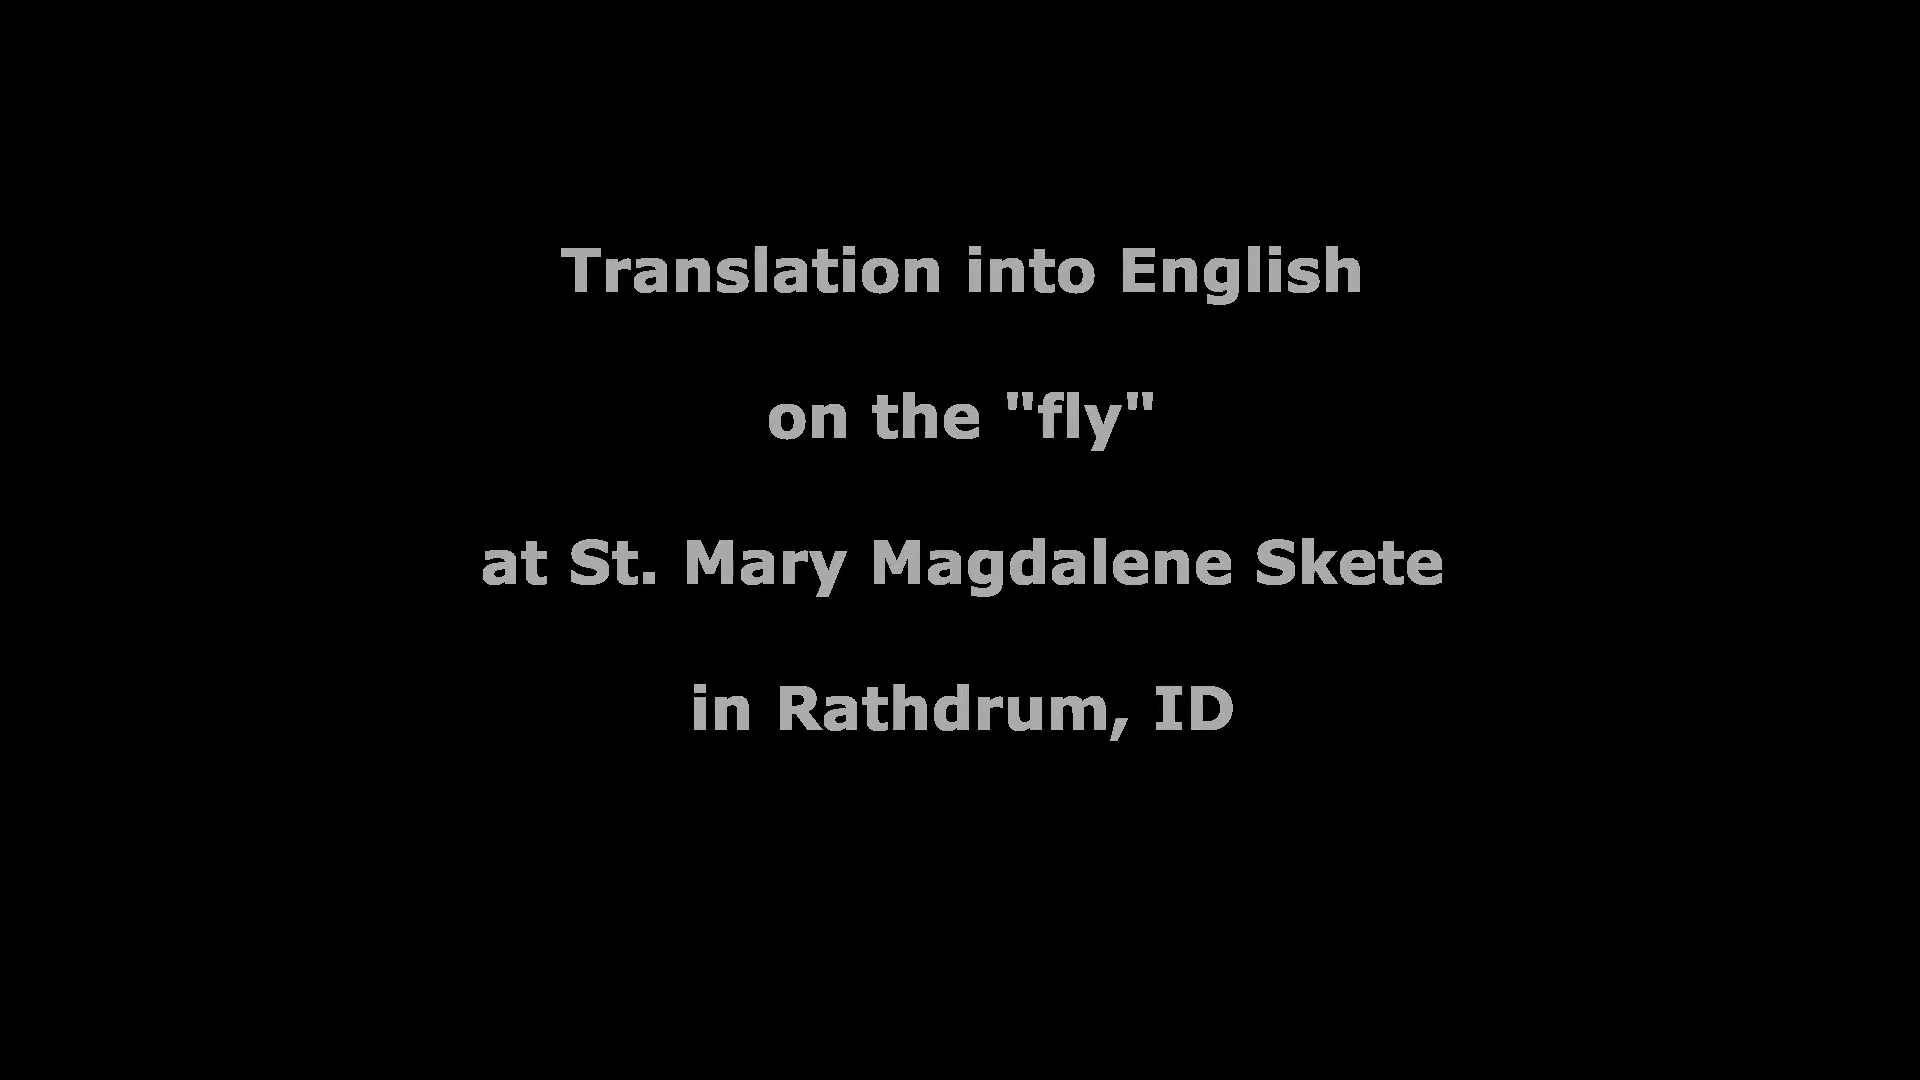 Translation into English
on the "fly"
at St. Mary Magdalene Skete
in Rathdrum, ID